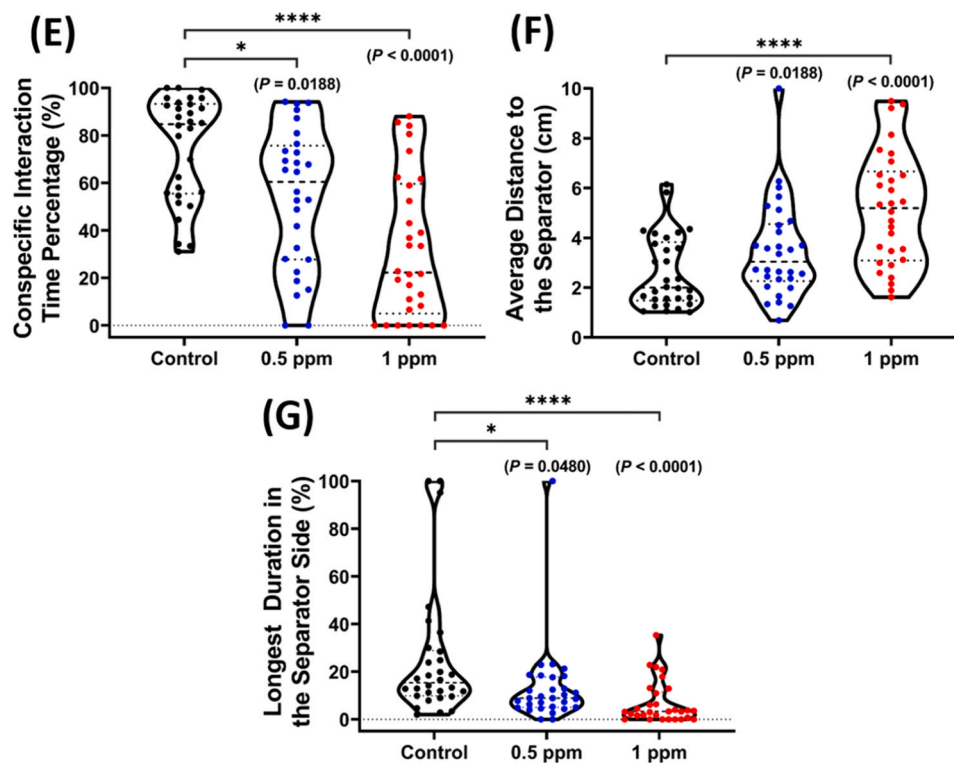 (E)
****
*
(P = 0.0188)
(P < 0.0001)
Conspecific Interaction
Time Percentage (%)
100
80
60
40
20
0
Control
0.5 ppm
1 ppm
(F)
****
(P = 0.0188)
(P < 0.0001)
Average Distance to
the Separator (cm)
10
8
6
4
2
0
Control
0.5 ppm
1 ppm
(G)
****
*
(P = 0.0480)
(P < 0.0001)
Longest Duration in
the Separator Side (%)
100
80
60
40
20
0
Control
0.5 ppm
1 ppm